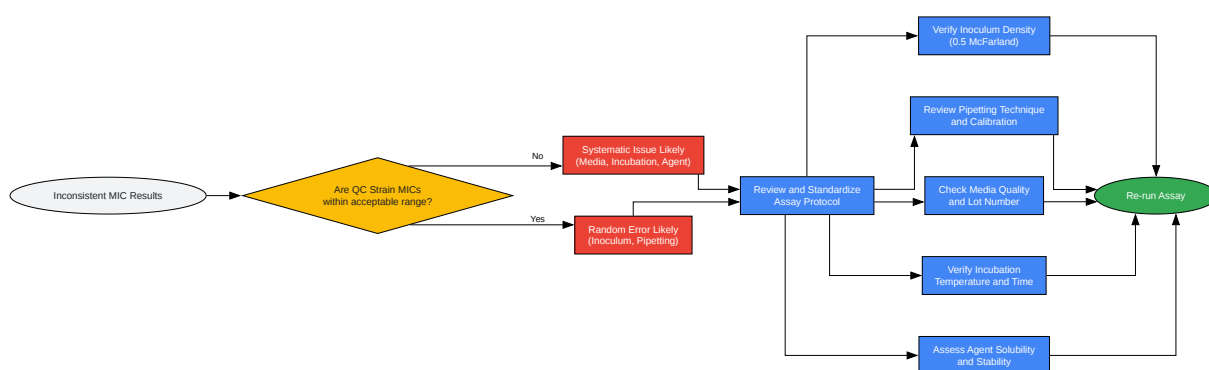 Inconsistent MIC Results
Are QC Strain MICs
within acceptable range?
No
Yes
Systematic Issue Likely
(Media, Incubation, Agent)
Random Error Likely
(Inoculum, Pipetting)
Review and Standardize
Assay Protocol
Verify Inoculum Density
(0.5 McFarland)
Review Pipetting Technique
and Calibration
Check Media Quality
and Lot Number
Verify Incubation
Temperature and Time
Assess Agent Solubility
and Stability
Re-run Assay